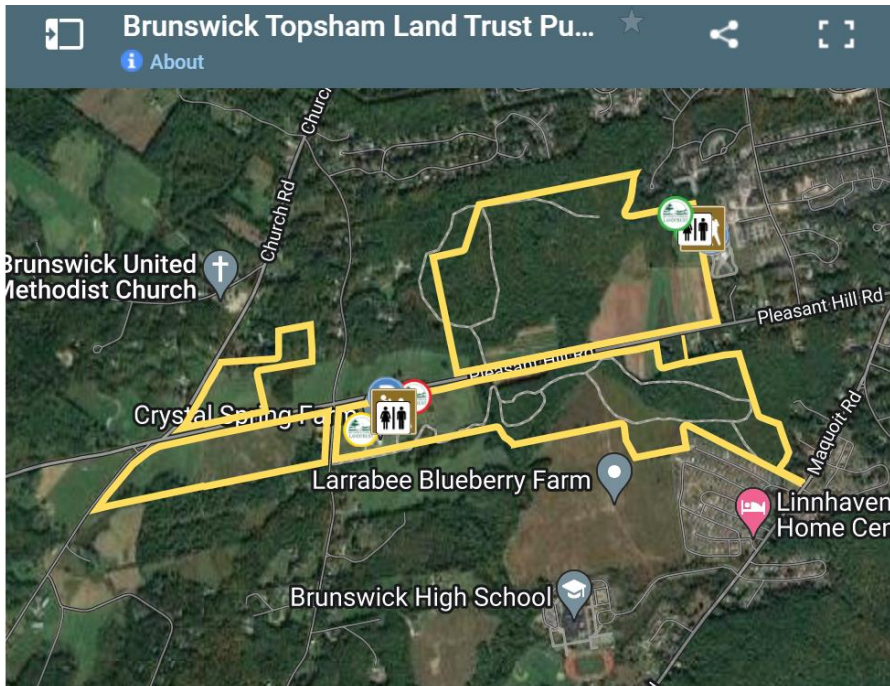 Brunswick Topsham Land Trust Pu...
About
Church
Church Rd
Brunswick United
Methodist Church
Pleasant Hill Rd
Pleasant Hill Rd
Crystal Spring Farm
Maquoit Rd
Larrabee Blueberry Farm
Linnhaven
Home Cen
Brunswick High School